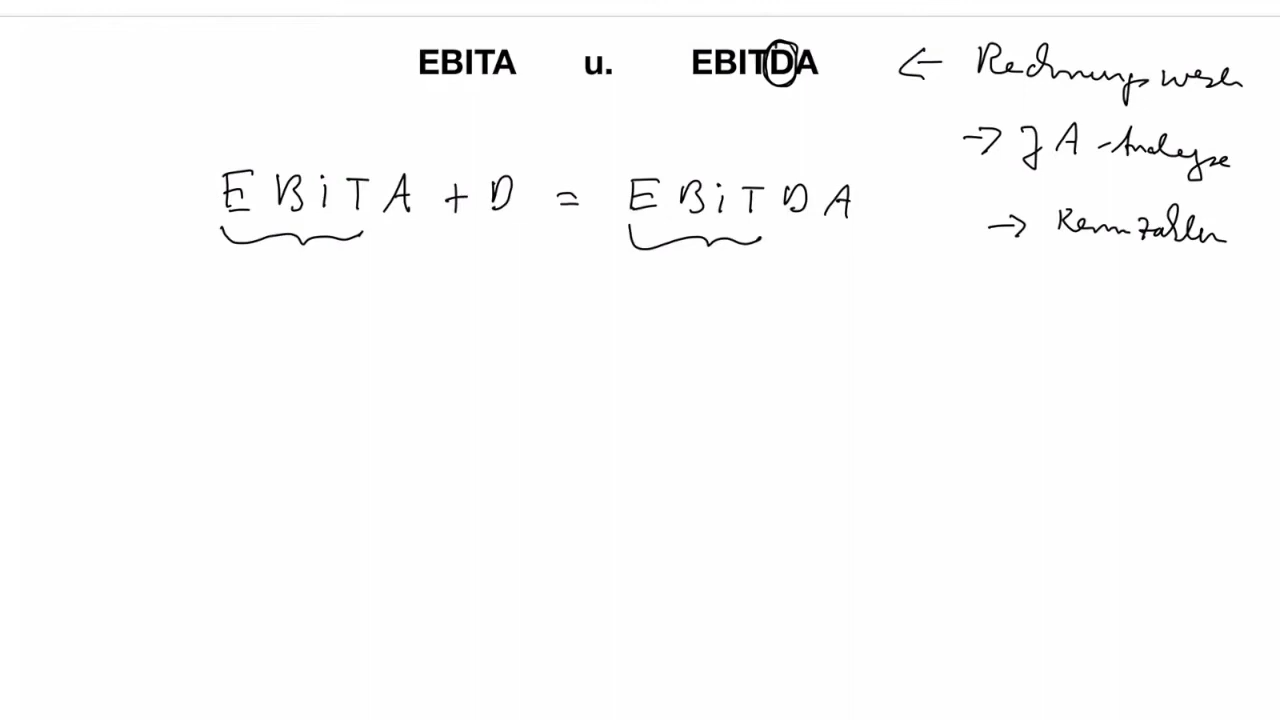 EBITA u. EBITDA ← Rechnungswesen
→ JA - Analyse
EBiTA + D = EBiTDA
→ Kennzahlen